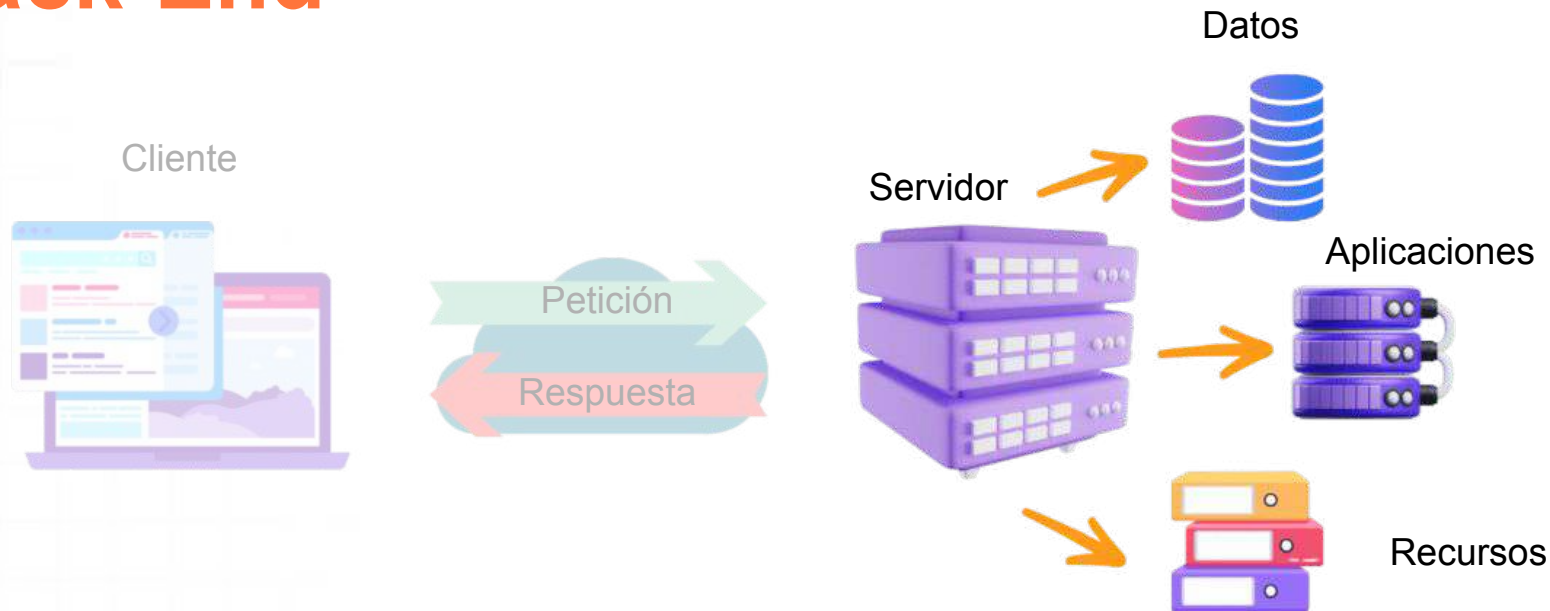 Datos
Cliente
Servidor
Aplicaciones
Petición
Respuesta
Recursos